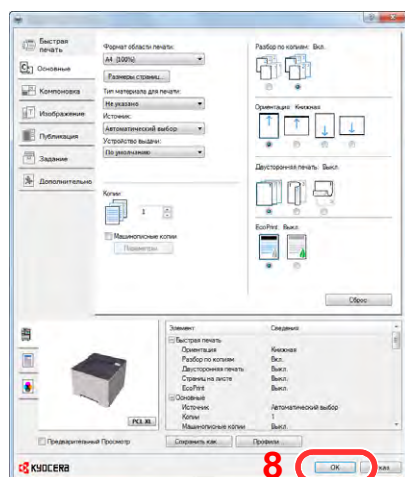 Быстрая
печать
Основные
Компоновка
Изображение
Публикация
Задание
Дополнительно
Формат области печати:
A4 (100%)
Размеры страниц...
Тип материала для печати:
Не указано
Источник:
Автоматический выбор
Устройство выдачи:
По умолчанию
Копии:
1
Машинописные копии
Параметры
Разбор по копиям: Вкл.
Ориентация: Книжная
Двусторонняя печать: Выкл.
EcoPrint: Выкл.
Сброс
Элемент Сведения
Быстрая печать
Ориентация Книжная
Разбор по копиям Вкл.
Двусторонняя печать Выкл.
Страниц на листе Выкл.
EcoPrint Выкл.
Основные
Источник Автоматический выбор
Копии 1
Машинописные копии Выкл.
PCL XL
Предварительный Просмотр
Сохранить как...
Профили...
KYOCERA
8
OK